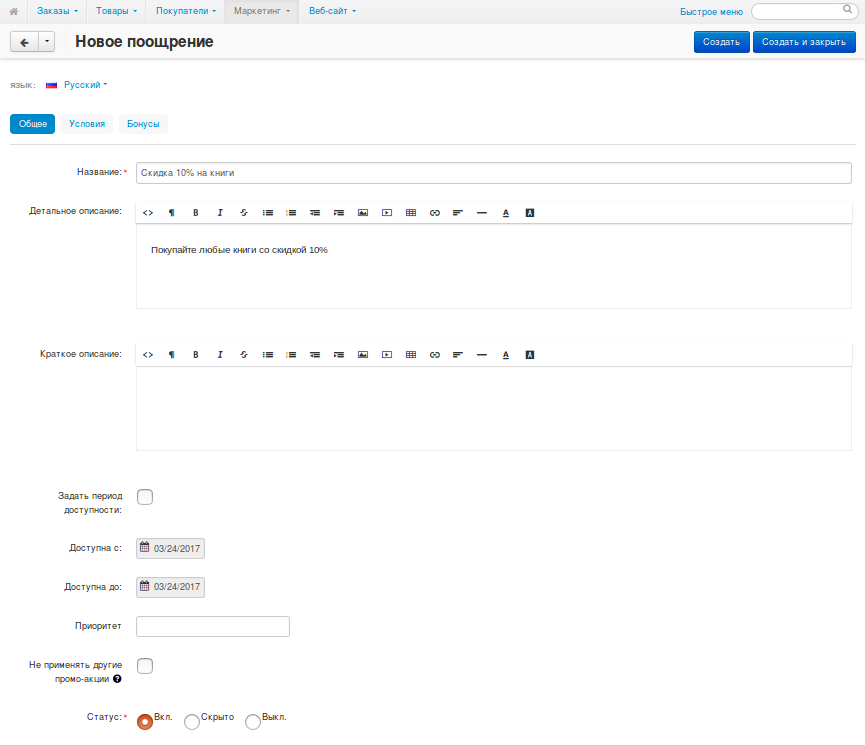 Заказы Товары Покупатели Маркетинг Веб-сайт Быстрое меню
Новое поощрение Создать Создать и закрыть
язык: Русский
Общее Условия Бонусы
Название:* Скидка 10% на книги
Детальное описание:
Покупайте любые книги со скидкой 10%
Краткое описание:
Задать период
доступности:
Доступна с: 03/24/2017
Доступна до: 03/24/2017
Приоритет
Не применять другие
промо-акции
Статус:* Вкл. Скрыто Выкл.